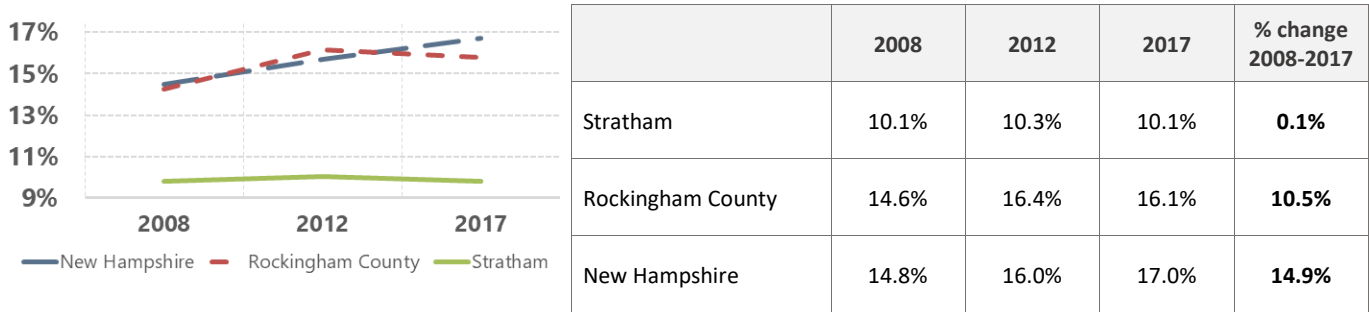 17%
15%
13%
11%
9%
2008 2012 2017
New Hampshire Rockingham County Stratham
2008 2012 2017 % change
2008-2017
Stratham 10.1% 10.3% 10.1% 0.1%
Rockingham County 14.6% 16.4% 16.1% 10.5%
New Hampshire 14.8% 16.0% 17.0% 14.9%